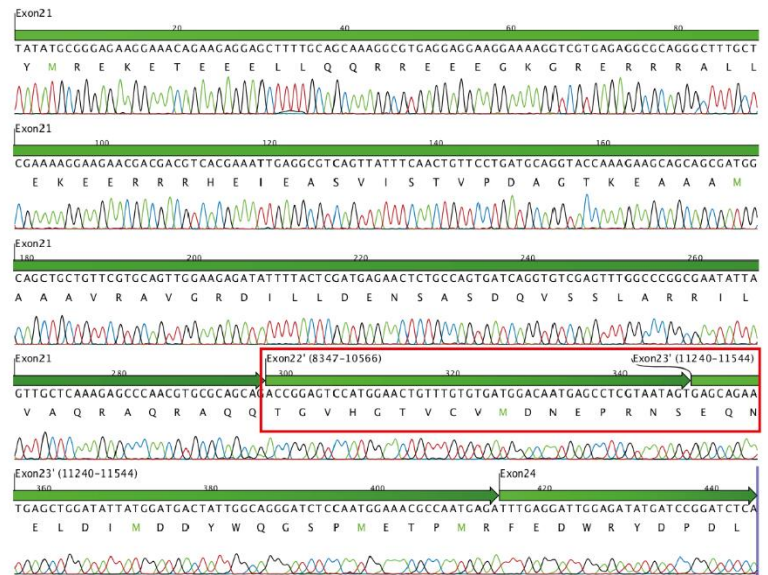 Exon21
20 40 60 80
TATATGCGGGAGAAGGAAACAGAAGAGGAGCTTTTGCAGCAAAGGCGTGAGGAGGAAGGAAAAGGTCGTGAGAGGCGCAGGGCTTTGCT
Y M R E K E T E E E L L Q Q R R E E E G K G R E R R R A L L
Exon21
100 120 140 160
CGAAAAGGAAGAACGACGACGTCACGAAATTGAGGCGTCAGTTATTTCAACTGTTCCTGATGCAGGTACCAAAGAAGCAGCAGCGATGG
E K E E R R R H E I E A S V I S T V P D A G T K E A A A M
Exon21
180 200 220 240 260
CAGCTGCTGTTCGTGCAGTTGGAAGAGATATTTTACTCGATGAGAACTCTGCCAGTGATCAGGTGTCGAGTTTGGCCCGGCGAATATTA
A A A V R A V G R D I L L D E N S A S D Q V S S L A R R I L
Exon21 Exon22' (8347-10566) Exon23' (11240-11544)
280 300 320 340
GTTGCTCAAAGAGCCCAACGTGCGCAGCAGACCGGAGTCCATGGAACTGTTTGTGTGATGGACAATGAGCCTCGTAATAGTGAGCAGAA
V A Q R A Q R A Q Q T G V H G T V C V M D N E P R N S E Q N
Exon23' (11240-11544) Exon24
360 380 400 420 440
TGAGCTGGATATTATGGATGACTATTGGCAGGGATCTCCAATGGAAACGCCAATGAGATTTGAGGATTGGAGATATGATCCGGATCTCA
E L D I M D D Y W Q G S P M E T P M R F E D W R Y D P D L